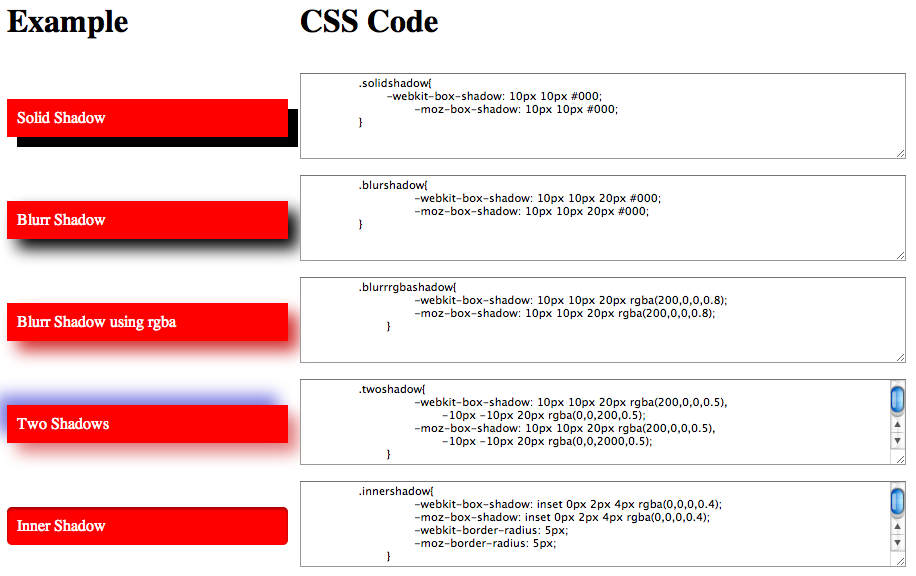 Example
CSS Code
Solid Shadow
.solidshadow{
-webkit-box-shadow: 10px 10px #000;
-moz-box-shadow: 10px 10px #000;
}
Blurr Shadow
.blurshadow{
-webkit-box-shadow: 10px 10px 20px #000;
-moz-box-shadow: 10px 10px 20px #000;
}
Blurr Shadow using rgba
.blurrrgbashadow{
-webkit-box-shadow: 10px 10px 20px rgba(200,0,0,0.8);
-moz-box-shadow: 10px 10px 20px rgba(200,0,0,0.8);
}
Two Shadows
.twoshadow{
-webkit-box-shadow: 10px 10px 20px rgba(200,0,0,0.5),
-10px -10px 20px rgba(0,0,200,0.5);
-moz-box-shadow: 10px 10px 20px rgba(200,0,0,0.5),
-10px -10px 20px rgba(0,0,2000,0.5);
}
Inner Shadow
.innershadow{
-webkit-box-shadow: inset 0px 2px 4px rgba(0,0,0,0.4);
-moz-box-shadow: inset 0px 2px 4px rgba(0,0,0,0.4);
-webkit-border-radius: 5px;
-moz-border-radius: 5px;
}